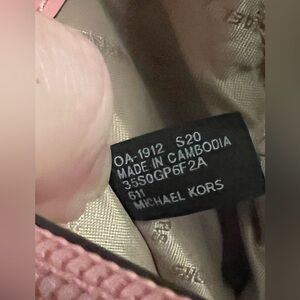 OA-1912 S20
MADE IN CAMBODIA
35S0GP6F2A
611
MICHAEL KORS